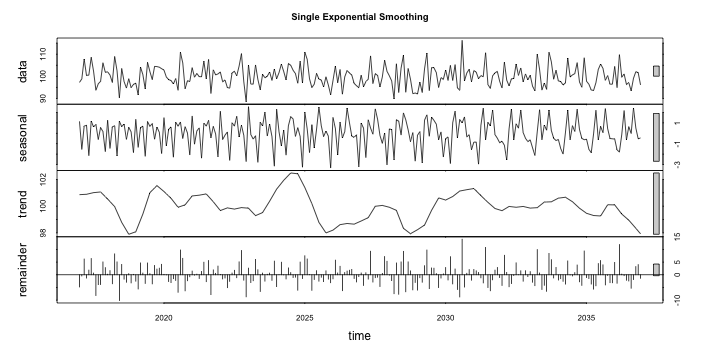 Single Exponential Smoothing
data
90 100 110
seasonal
-3 -1 1
trend
98 100 102
remainder
-10 0 5 15
2020 2025 2030 2035
time